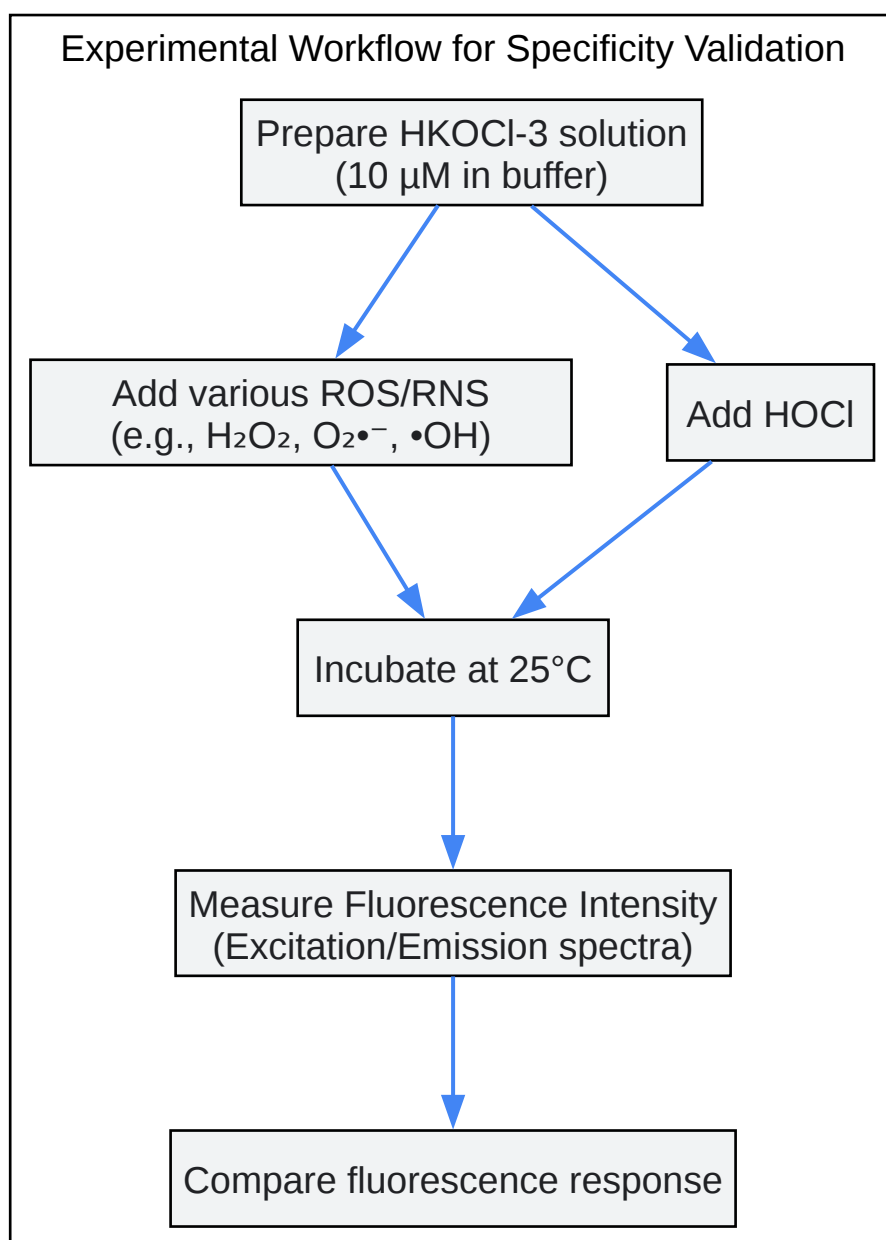 Experimental Workflow for Specificity Validation
Prepare HKOCl-3 solution
(10 µM in buffer)
Add various ROS/RNS
(e.g., H₂O₂, O₂•⁻, •OH)
Add HOCl
Incubate at 25°C
Measure Fluorescence Intensity
(Excitation/Emission spectra)
Compare fluorescence response